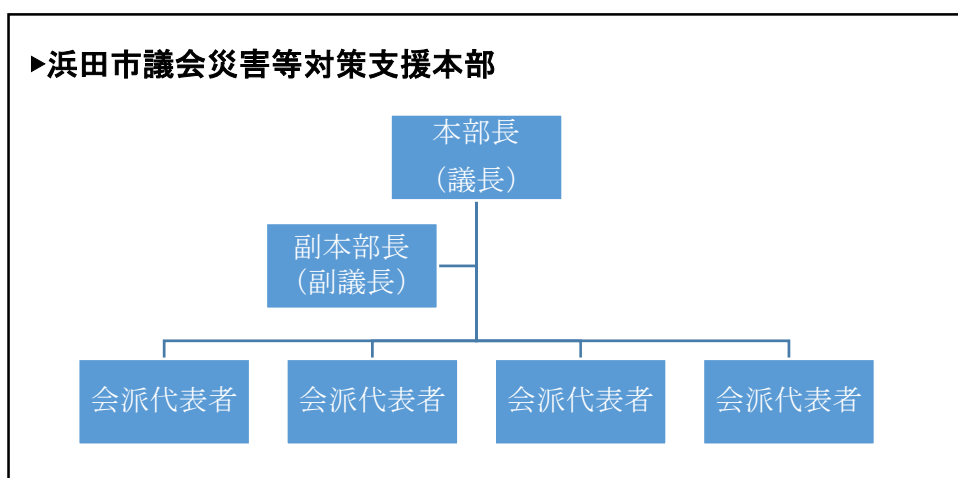 ▶浜田市議会災害等対策支援本部
本部長
（議長）
副本部長
（副議長）
会派代表者
会派代表者
会派代表者
会派代表者